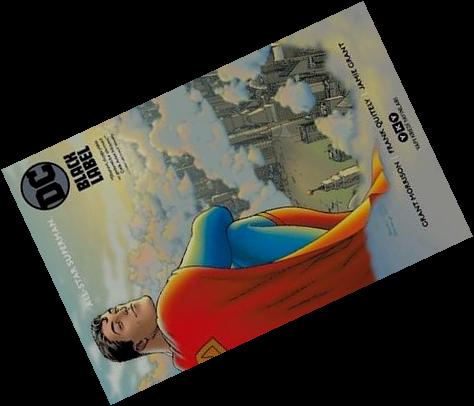 DC
BLACK
LABEL
ALL-STAR SUPERMAN
GRANT MORRISON FRANK QUITELY JAMIE GRANT